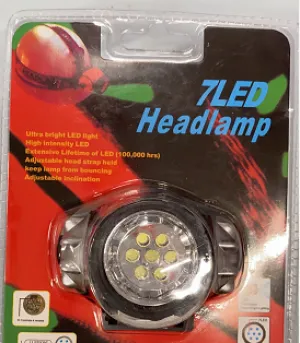 7LED
Headlamp
Ultra bright LED light
High intensity LED
Extensive Lifetime of LED (100,000 hrs)
Adjustable head strap held
keep lamp from bouncing
Adjustable inclination